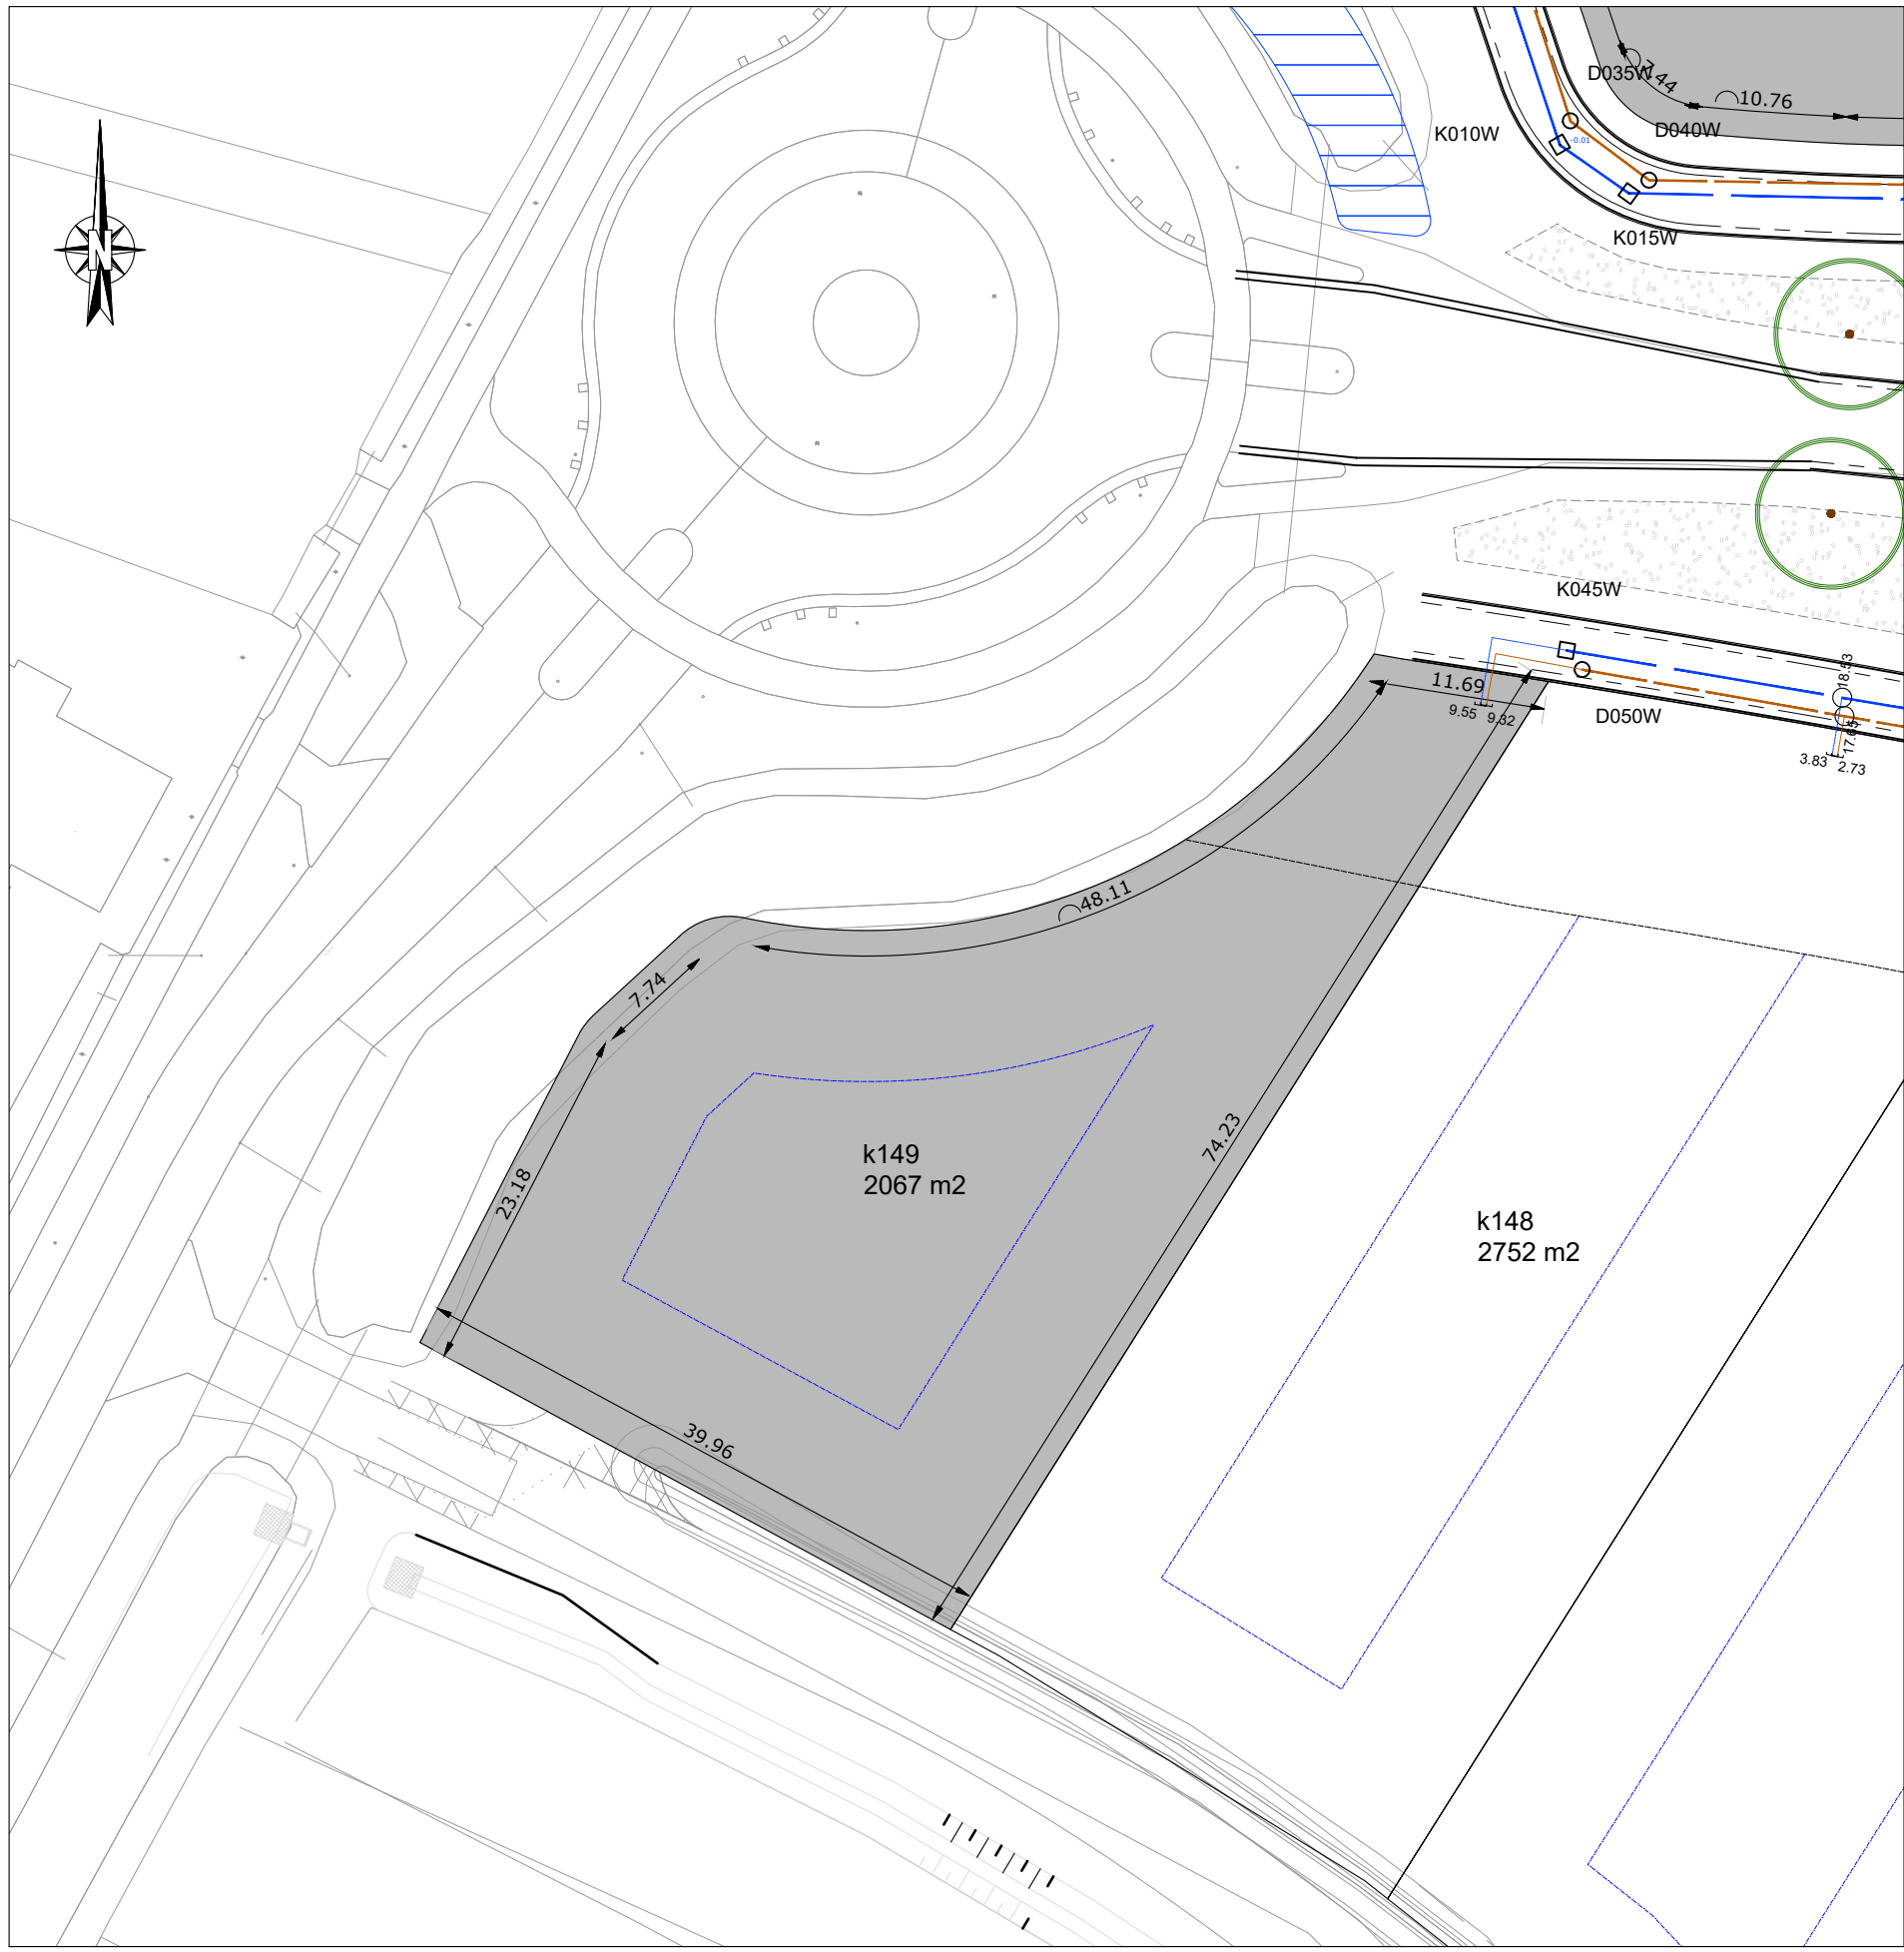 D035W
7.44
10.76
K010W
D040W
-0.01
N
K015W
K045W
18.53
11.69
9.55
9.32
D050W
17.65
3.83
2.73
48.11
7.74
74.23
k149
2067 m2
23.18
k148
2752 m2
39.96